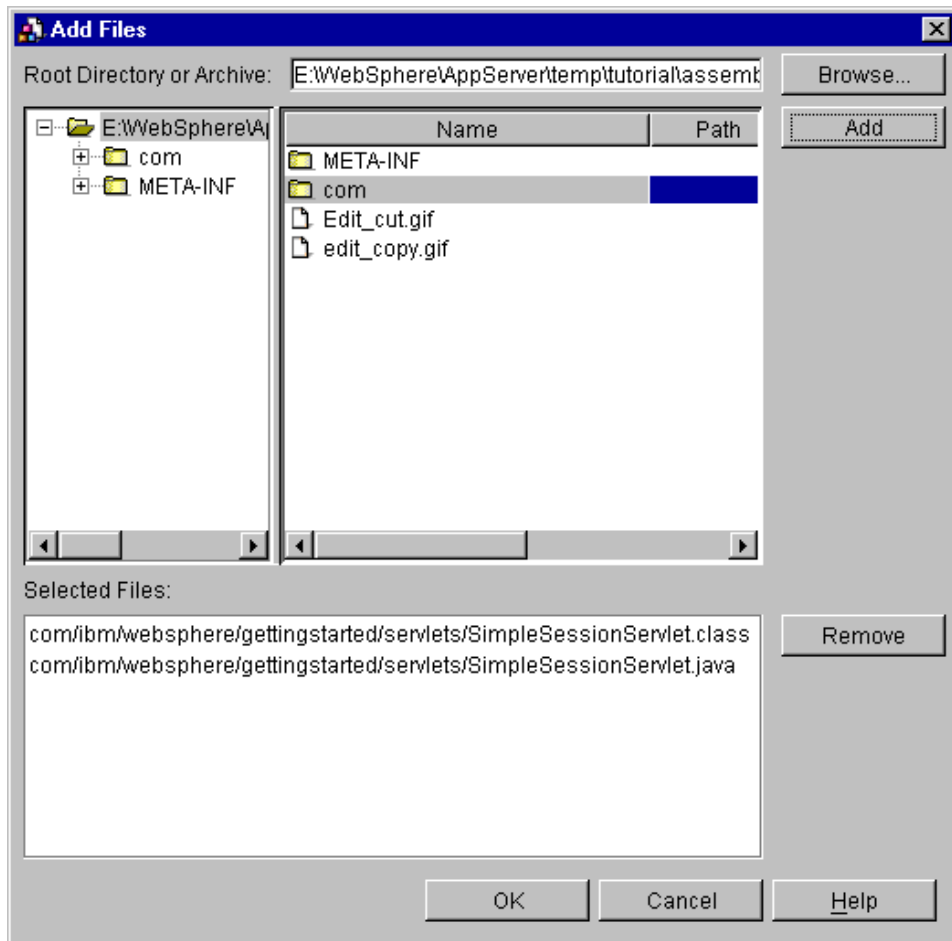 Add Files
Root Directory or Archive: E:\WebSphere\AppServer\temp\tutorial\assemb Browse...
E:\WebSphere\Ap Name Path Add
com META-INF
META-INF com
Edit_cut.gif
edit_copy.gif
Selected Files:
com/ibm/websphere/gettingstarted/servlets/SimpleSessionServlet.class Remove
com/ibm/websphere/gettingstarted/servlets/SimpleSessionServlet.java
OK Cancel Help